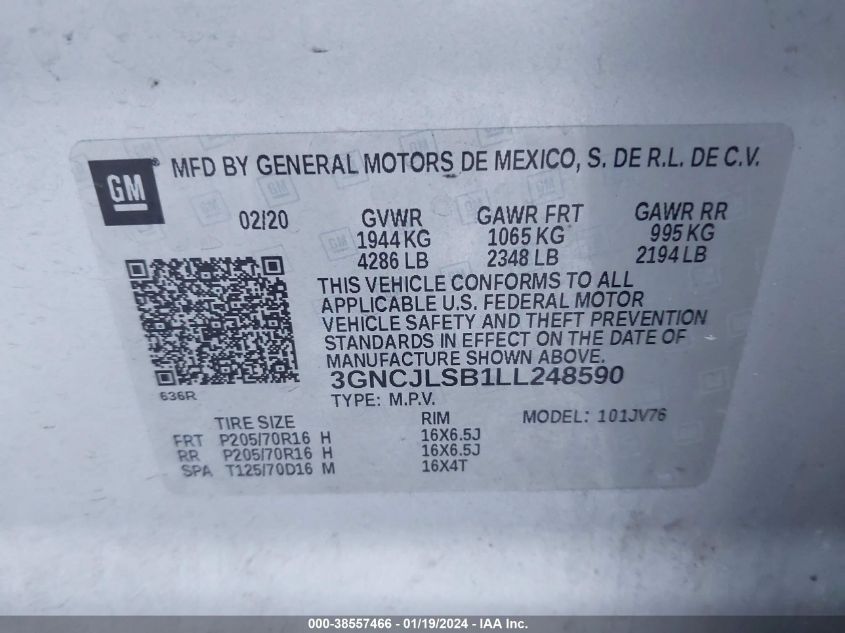 GM®
MFD BY GENERAL MOTORS DE MEXICO, S. DE R.L. DE C.V.
02/20 GVWR GAWR FRT GAWR RR
1944 KG 1065 KG 995 KG
4286 LB 2348 LB 2194 LB
THIS VEHICLE CONFORMS TO ALL
APPLICABLE U.S. FEDERAL MOTOR
VEHICLE SAFETY AND THEFT PREVENTION
STANDARDS IN EFFECT ON THE DATE OF
MANUFACTURE SHOWN ABOVE.
3GNCJLSB1LL248590
636R
TYPE: M.P.V.
TIRE SIZE RIM MODEL: 101JV76
FRT P205/70R16 H 16X6.5J
RR P205/70R16 H 16X6.5J
SPA T125/70D16 M 16X4T
000-38557466 - 01/19/2024 - IAA Inc.